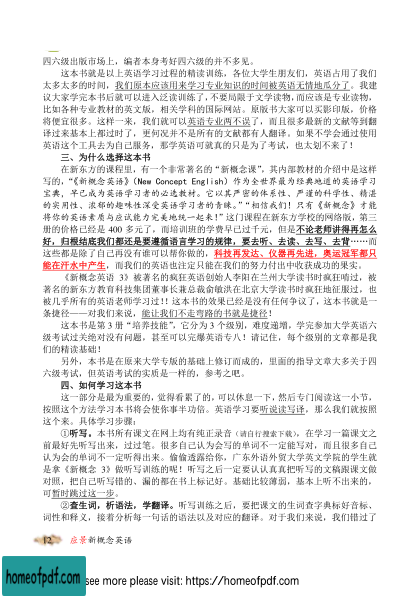 四六级出版市场上，编者本身考好四六级的并不多见。
这本书就是以上英语学习过程的精读训练，各位大学生朋友们，英语占用了我们
太多太多的时间，我们原本应该用来学习专业知识的时间被英语无情地瓜分了。我建
议大家学完本书后就可以进入泛读训练了，不要局限于文学读物，而应该是专业读物，
比如各种专业教材的英文版，相关学科的国际网站。原版书大家可以买影印版，价格
将便宜很多。这样一来，我们就可以英语专业两不误了，而且很多最新的文献等到翻
译过来基本上都过时了，更何况并不是所有的文献都有人翻译。如果不学会通过使用
英语这个工具去为自己服务，那学英语可就真的只是为了考试，也太划不来了！
三、为什么选择这本书
在新东方的课程里，有一个非常著名的“新概念课”，其内部教材的介绍中是这样
写的，“《新概念英语》（New Concept English）作为全世界最为经典地道的英语学习
宝典，早已成为英语学习者的必选教材。它以其严密的体系性、严谨的科学性、精湛
的实用性、浓郁的趣味性深受英语学习者的青睐。”“相信我们！只有《新概念》才能
将你的英语素质与应试能力完美地统一起来！”这门课程在新东方学校的网络版，第三
册的价格已经是 400 多元了，而培训班的学费早已过千元，但是不论老师讲得再怎么
好，归根结底我们都还是要遵循语言学习的规律，要去听、去读、去写、去背……而
这些都是除了自己再没有谁可以帮你做的，科技再发达、仪器再先进，奥运冠军都只
能在汗水中产生，而我们的英语也注定只能在我们的努力付出中收获成功的果实。
《新概念英语 3》被著名的疯狂英语创始人李阳在兰州大学读书时疯狂啃过，被
著名的新东方教育科技集团董事长兼总裁俞敏洪在北京大学读书时疯狂地征服过，也
被几乎所有的英语老师学习过！！这本书的效果已经是没有任何争议了，这本书就是一
条捷径——对我们来说，能让我们不走弯路的书就是捷径！
这本书是第 3 册“培养技能”，它分为 3 个级别，难度递增，学完参加大学英语六
级考试过关绝对没有问题，甚至可以完爆英语专八！请记住，每个级别的文章都是我
们的精读基础！
另外，本书是在原来大学专版的基础上修订而成的，里面的指导文章大多关于四
六级考试，但英语考试的实质是一样的，参考之吧。
四、如何学习这本书
这一部分是最为重要的，觉得看累了的，可以休息一下，然后专门阅读这一小节，
按照这个方法学习本书将会使你事半功倍。英语学习要听说读写译，那么我们就按照
这个来。具体学习步骤：
①听写。本书所有课文在网上均有纯正录音（请自行搜索下载），在学习一篇课文之
前最好先听写出来，过过笔。很多自己认为会写的单词不一定能写对，而且很多自己
认为会的单词不一定听得出来。偷偷透露给你，广东外语外贸大学英文学院的学生就
是拿《新概念 3》做听写训练的呢！听写之后一定要认认真真把听写的文稿跟课文做
对照，把自己听写错的、漏的都在书上标记好。基础比较薄弱，基本上听不出来的，
可暂时跳过这一步。
②查生词，析语法，学翻译。听写训练之后，要把课文的生词查字典标好音标、
词性和释义，接着分析每一句话的语法以及对应的翻译。对于我们来说，我们错过了
12 应景新概念英语
homeofpdf.com
see more please visit: https://homeofpdf.com